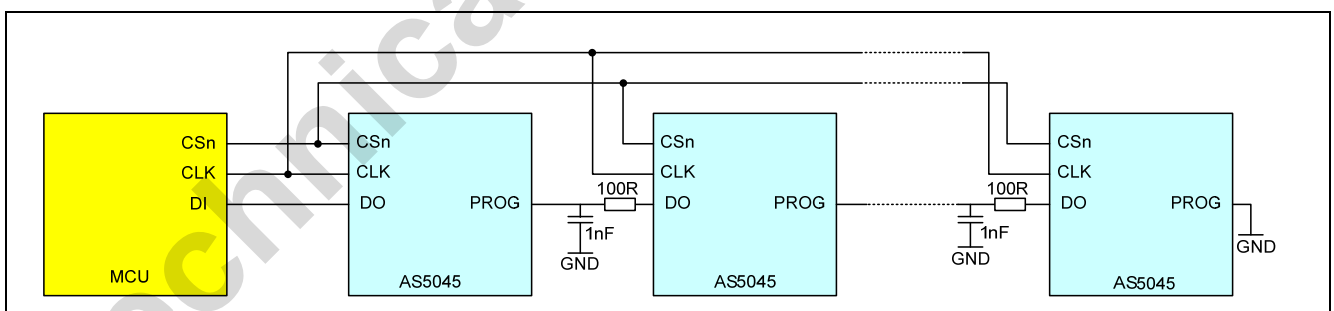 CSn
CLK
DI
MCU
CSn
CLK
DO
PROG
AS5045
1nF
GND
100R
CSn
CLK
DO
PROG
AS5045
1nF
GND
100R
CSn
CLK
DO
PROG
AS5045
GND